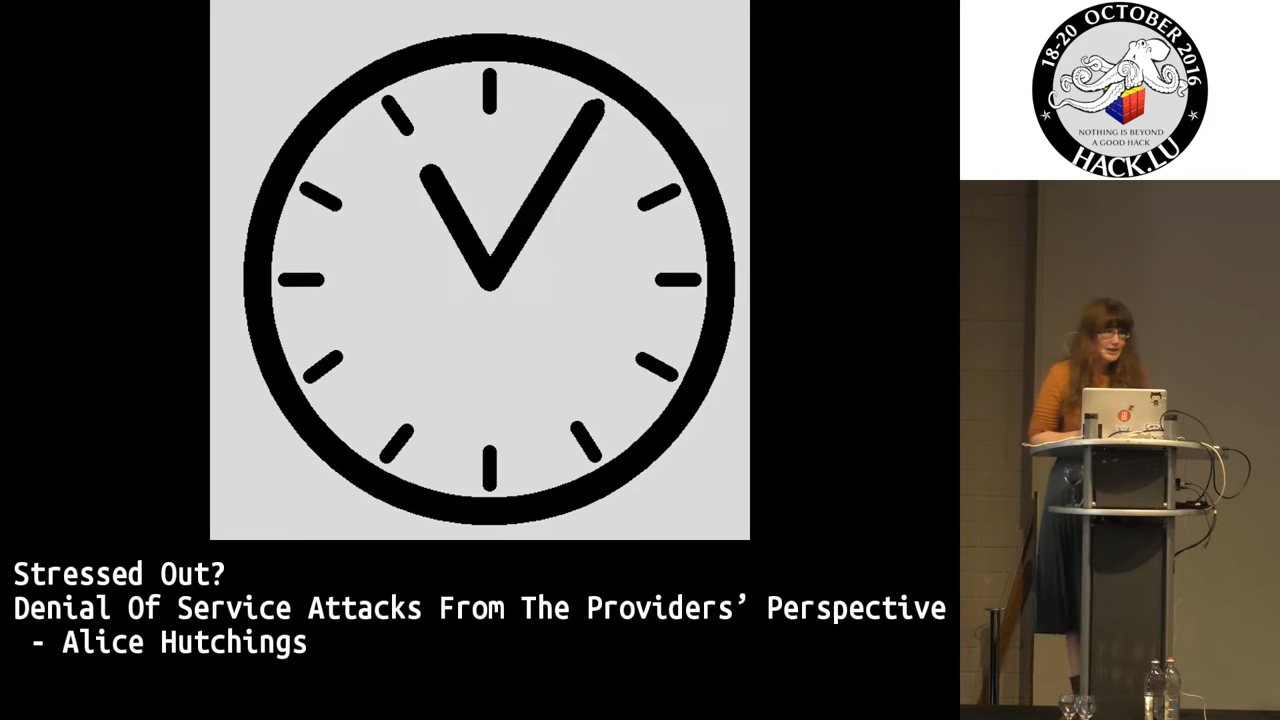 18-20 OCTOBER 2016
NOTHING IS BEYOND
A GOOD HACK
HACK.LU
Stressed Out?
Denial Of Service Attacks From The Providers’ Perspective
- Alice Hutchings